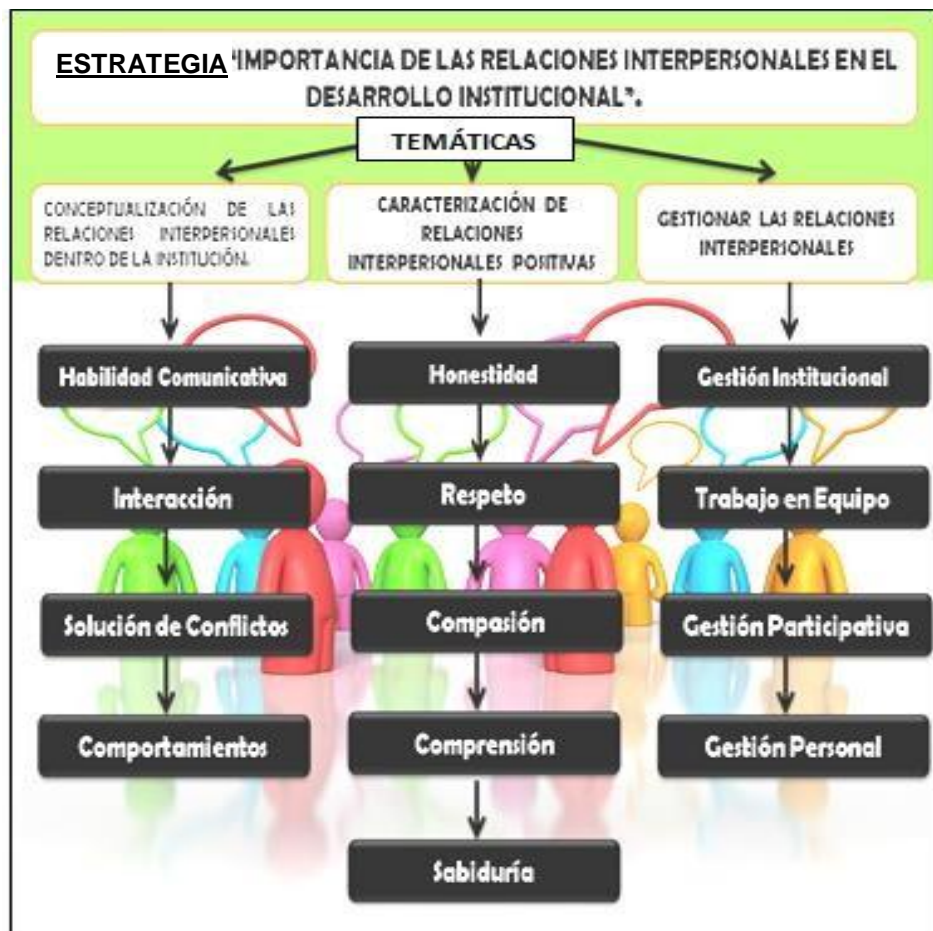 ESTRATEGIA "IMPORTANCIA DE LAS RELACIONES INTERPERSONALES EN EL
DESARROLLO INSTITUCIONAL".
TEMÁTICAS
CONCEPTUALIZACIÓN DE LAS
RELACIONES INTERPERSONALES
DENTRO DE LA INSTITUCIÓN.
Habilidad Comunicativa
Interacción
Solución de Conflictos
Comportamientos
CARACTERIZACIÓN DE
RELACIONES
INTERPERSONALES POSITIVAS
Honestidad
Respeto
Compasión
Comprensión
Sabiduría
GESTIONAR LAS RELACIONES
INTERPERSONALES
Gestión Institucional
Trabajo en Equipo
Gestión Participativa
Gestión Personal